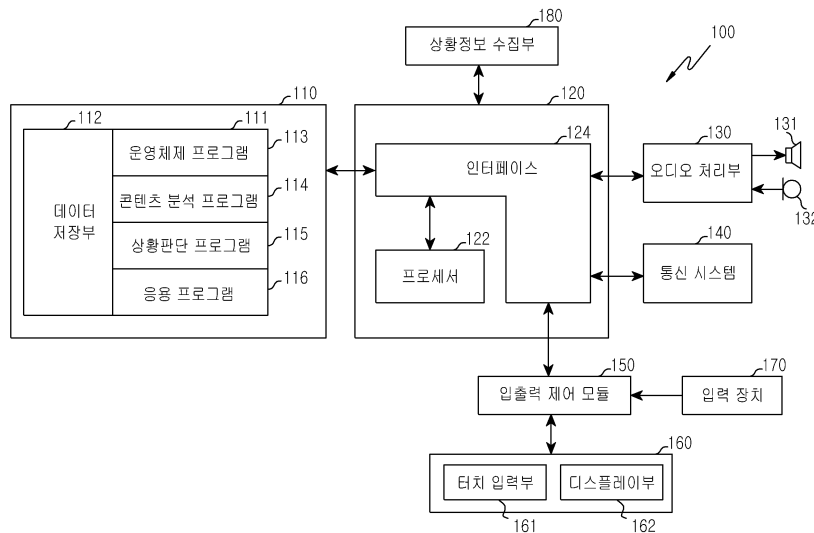 180
상황정보 수집부
100
110
112
111
113
운영체제 프로그램
114
콘텐츠 분석 프로그램
115
상황판단 프로그램
116
응용 프로그램
데이터
저장부
120
124
인터페이스
122
프로세서
130
오디오 처리부
131
132
140
통신 시스템
150
입출력 제어 모듈
170
입력 장치
160
터치 입력부
디스플레이부
161
162